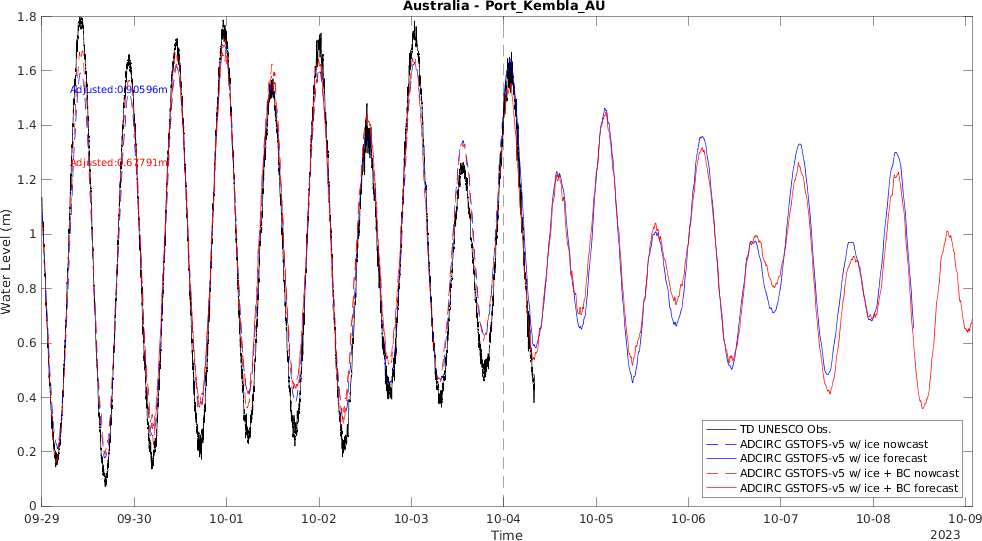 Australia - Port_Kembla_AU
1.8
1.6
1.4
1.2
1
0.8
0.6
0.4
0.2
0
Water Level (m)
Adjusted:0.90596m
Adjusted:0.67791m
TD UNESCO Obs.
ADCIRC GSTOFS-v5 w/ ice nowcast
ADCIRC GSTOFS-v5 w/ ice forecast
ADCIRC GSTOFS-v5 w/ ice + BC nowcast
ADCIRC GSTOFS-v5 w/ ice + BC forecast
09-29 09-30 10-01 10-02 10-03 10-04 10-05 10-06 10-07 10-08 10-09
Time
2023